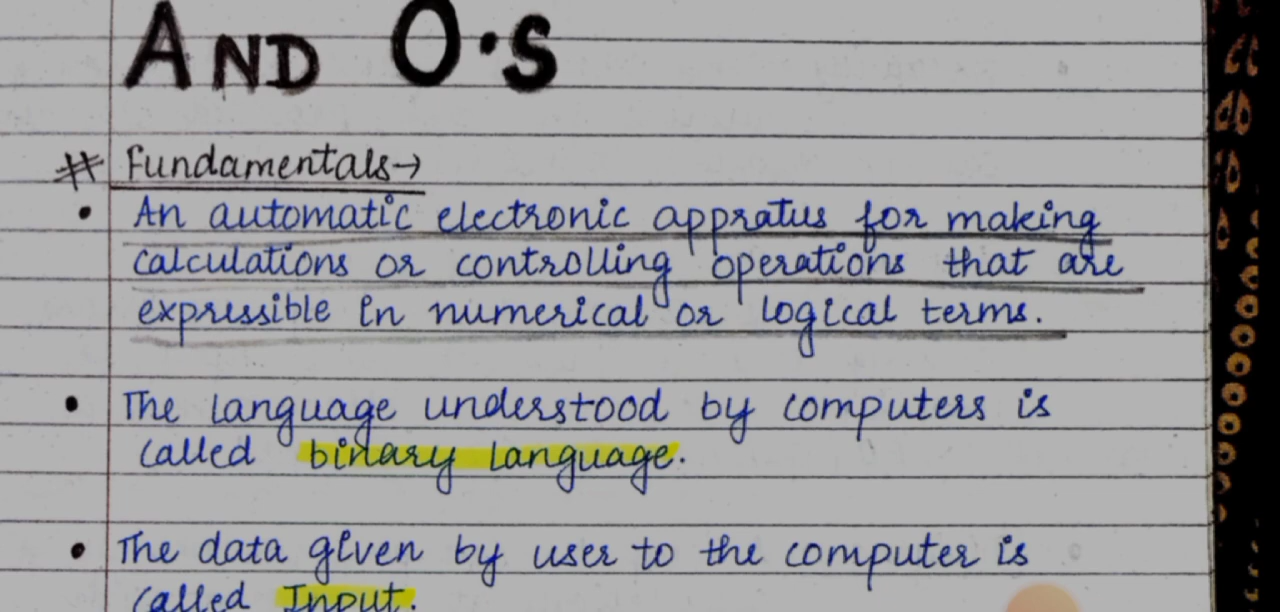 AND O.S
# Fundamentals→
• An automatic electronic appratus for making
calculations or controlling operations that are
expressible in numerical or logical terms.
• The language understood by computers is
called binary language.
• The data given by user to the computer is
called Input.